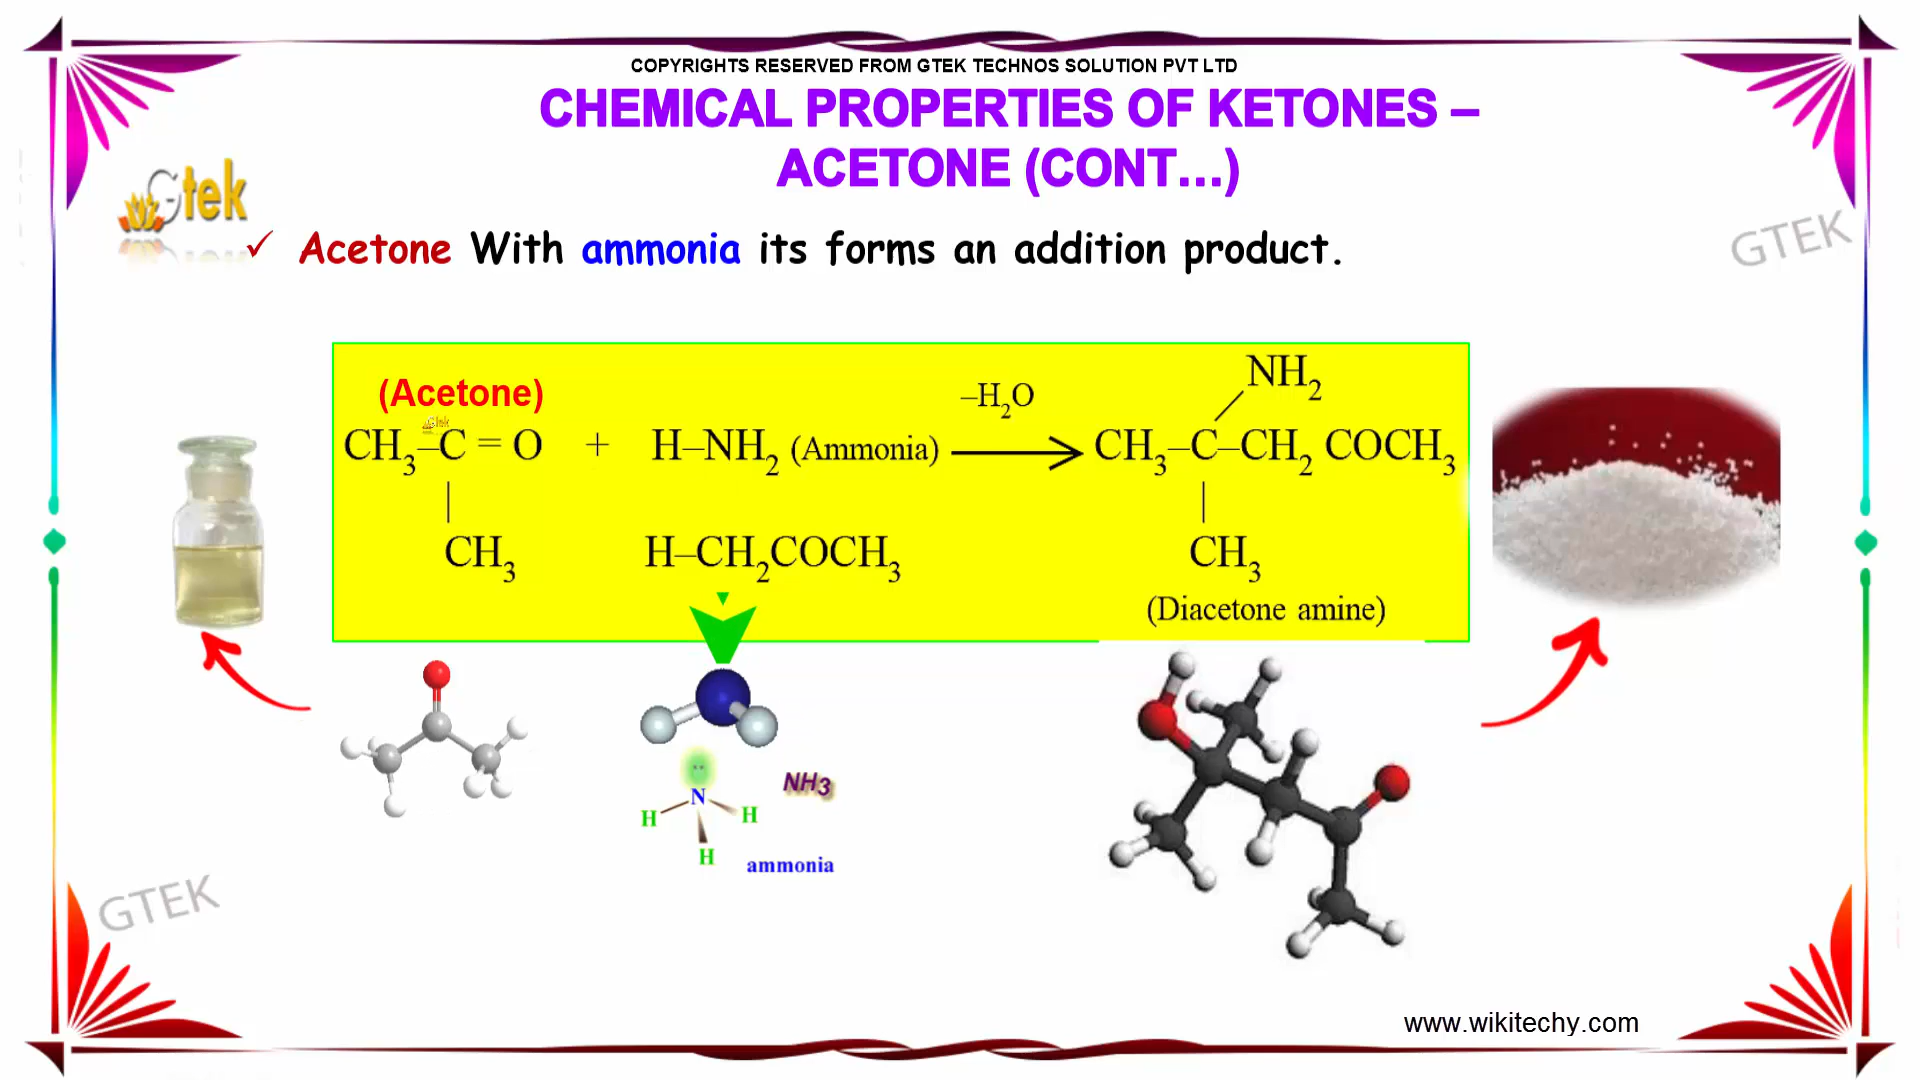 COPYRIGHTS RESERVED FROM GTEK TECHNOS SOLUTION PVT LTD
CHEMICAL PROPERTIES OF KETONES –
ACETONE (CONT...)
Gtek
GTEK
✓ Acetone With ammonia its forms an addition product.
NH₂
(Acetone)
–H₂O
Gtek
CH₃–C = O + H–NH₂ (Ammonia) CH₃–C–CH₂ COCH₃
CH₃ H–CH₂COCH₃ CH₃
(Diacetone amine)
NH₃
N
H H
H
ammonia
GTEK
www.wikitechy.com